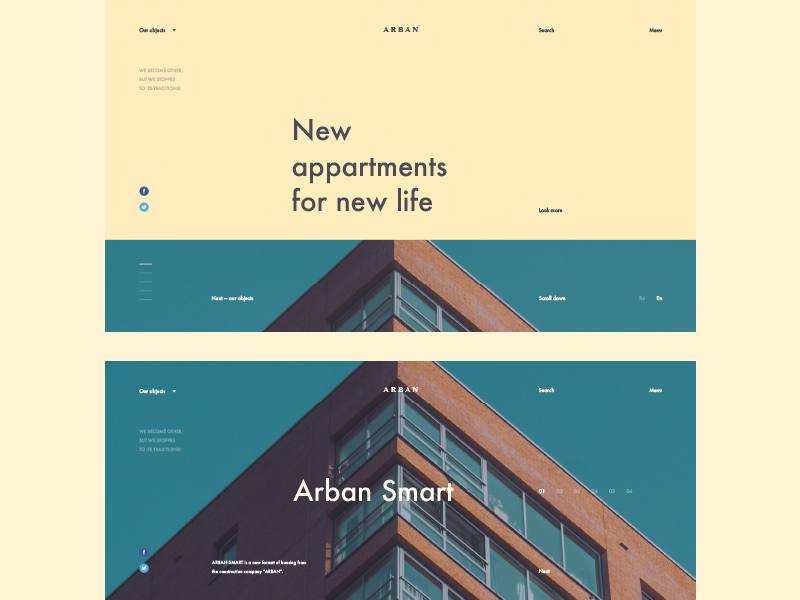 Our objects
ARBAN
Search
Menu
WE BECOME OTHER,
BUT WE STOPPED
TO ITS TRADITIONS
New
appartments
for new life
Look more
Next – our objects
Scroll down
Ru En
Our objects
ARBAN
Search
Menu
WE BECOME OTHER,
BUT WE STOPPED
TO ITS TRADITIONS
Arban Smart
01 02 03 04 05 06
ARBAN SMART is a new format of housing from
the construction company "ARBAN".
Next